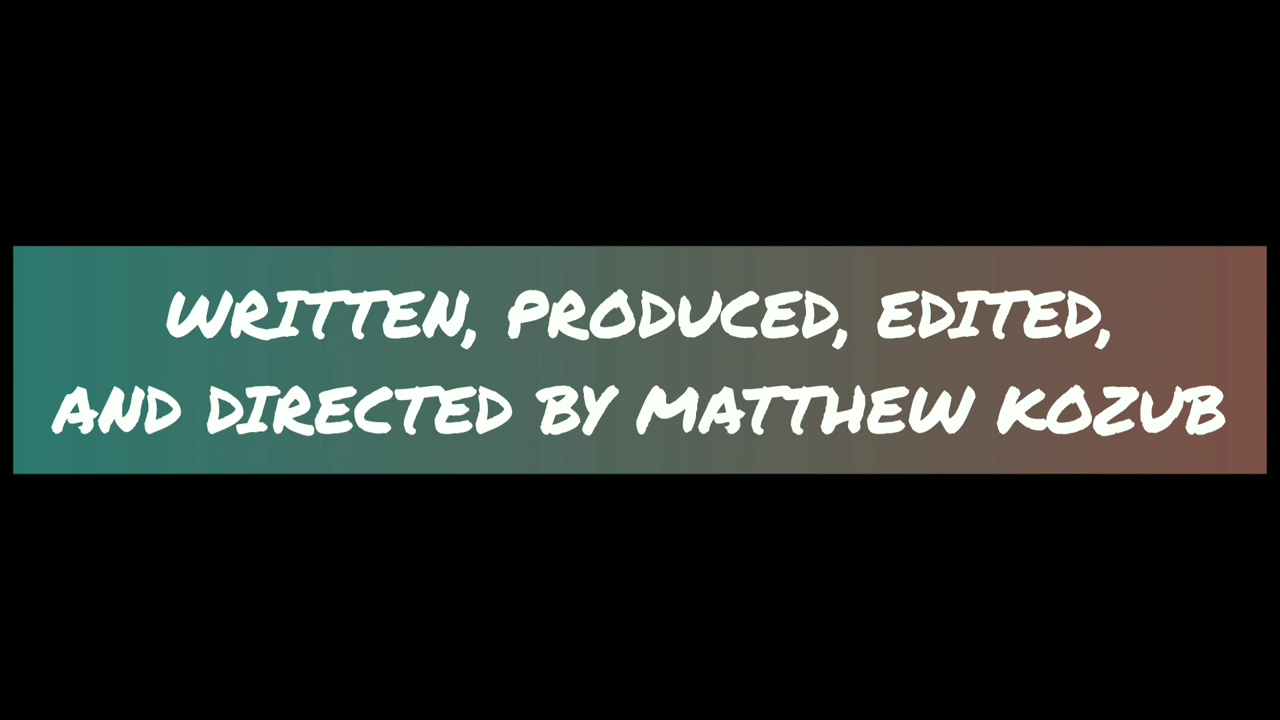 WRITTEN, PRODUCED, EDITED,
AND DIRECTED BY MATTHEW KOZUB